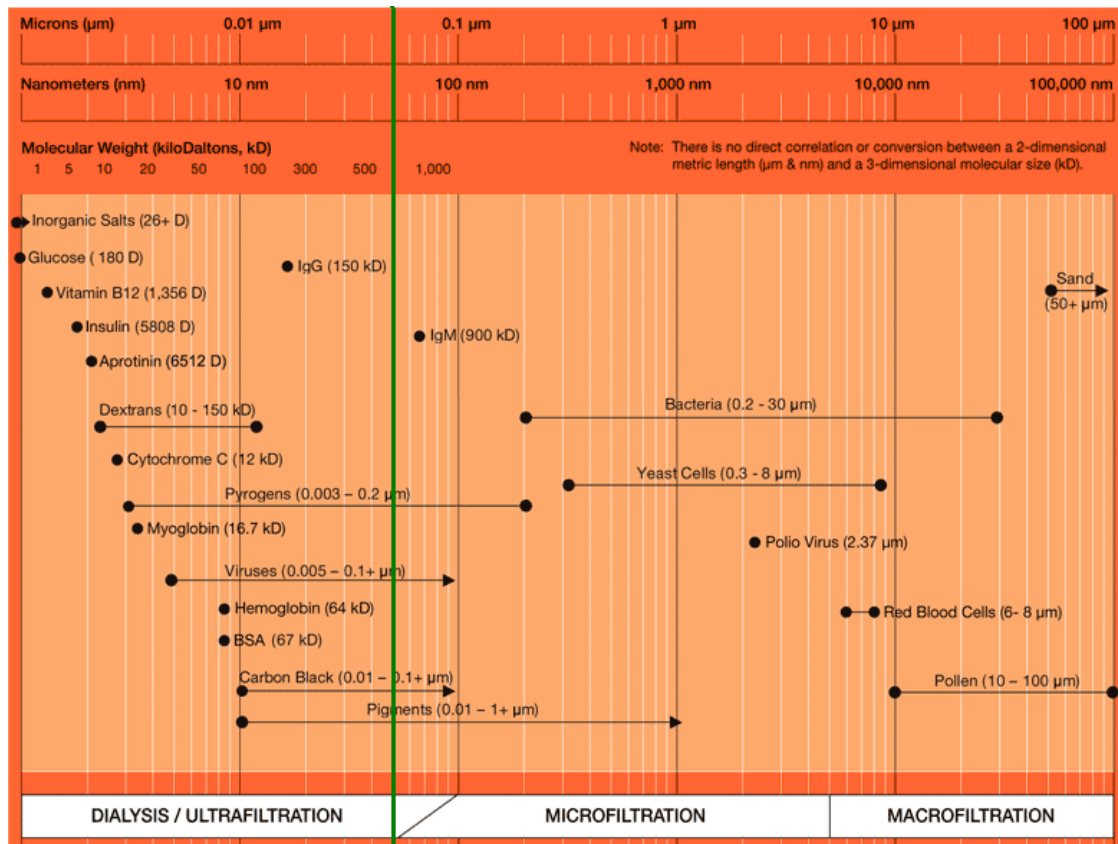 Microns (µm) 0.01 µm 0.1 µm 1 µm 10 µm 100 µm
Nanometers (nm) 10 nm 100 nm 1,000 nm 10,000 nm 100,000 nm
Molecular Weight (kiloDaltons, kD)
1 5 10 20 50 100 300 500 1,000
Note: There is no direct correlation or conversion between a 2-dimensional
metric length (µm & nm) and a 3-dimensional molecular size (kD).
Inorganic Salts (26+ D)
Glucose ( 180 D)
IgG (150 kD)
Sand
(50+ µm)
Vitamin B12 (1,356 D)
Insulin (5808 D)
IgM (900 kD)
Aprotinin (6512 D)
Dextrans (10 - 150 kD)
Bacteria (0.2 - 30 µm)
Cytochrome C (12 kD)
Yeast Cells (0.3 - 8 µm)
Pyrogens (0.003 – 0.2 µm)
Myoglobin (16.7 kD)
Polio Virus (2.37 µm)
Viruses (0.005 – 0.1+ µm)
Hemoglobin (64 kD)
Red Blood Cells (6- 8 µm)
BSA (67 kD)
Carbon Black (0.01 – 0.1+ µm)
Pollen (10 – 100 µm)
Pigments (0.01 – 1+ µm)
DIALYSIS / ULTRAFILTRATION MICROFILTRATION MACROFILTRATION